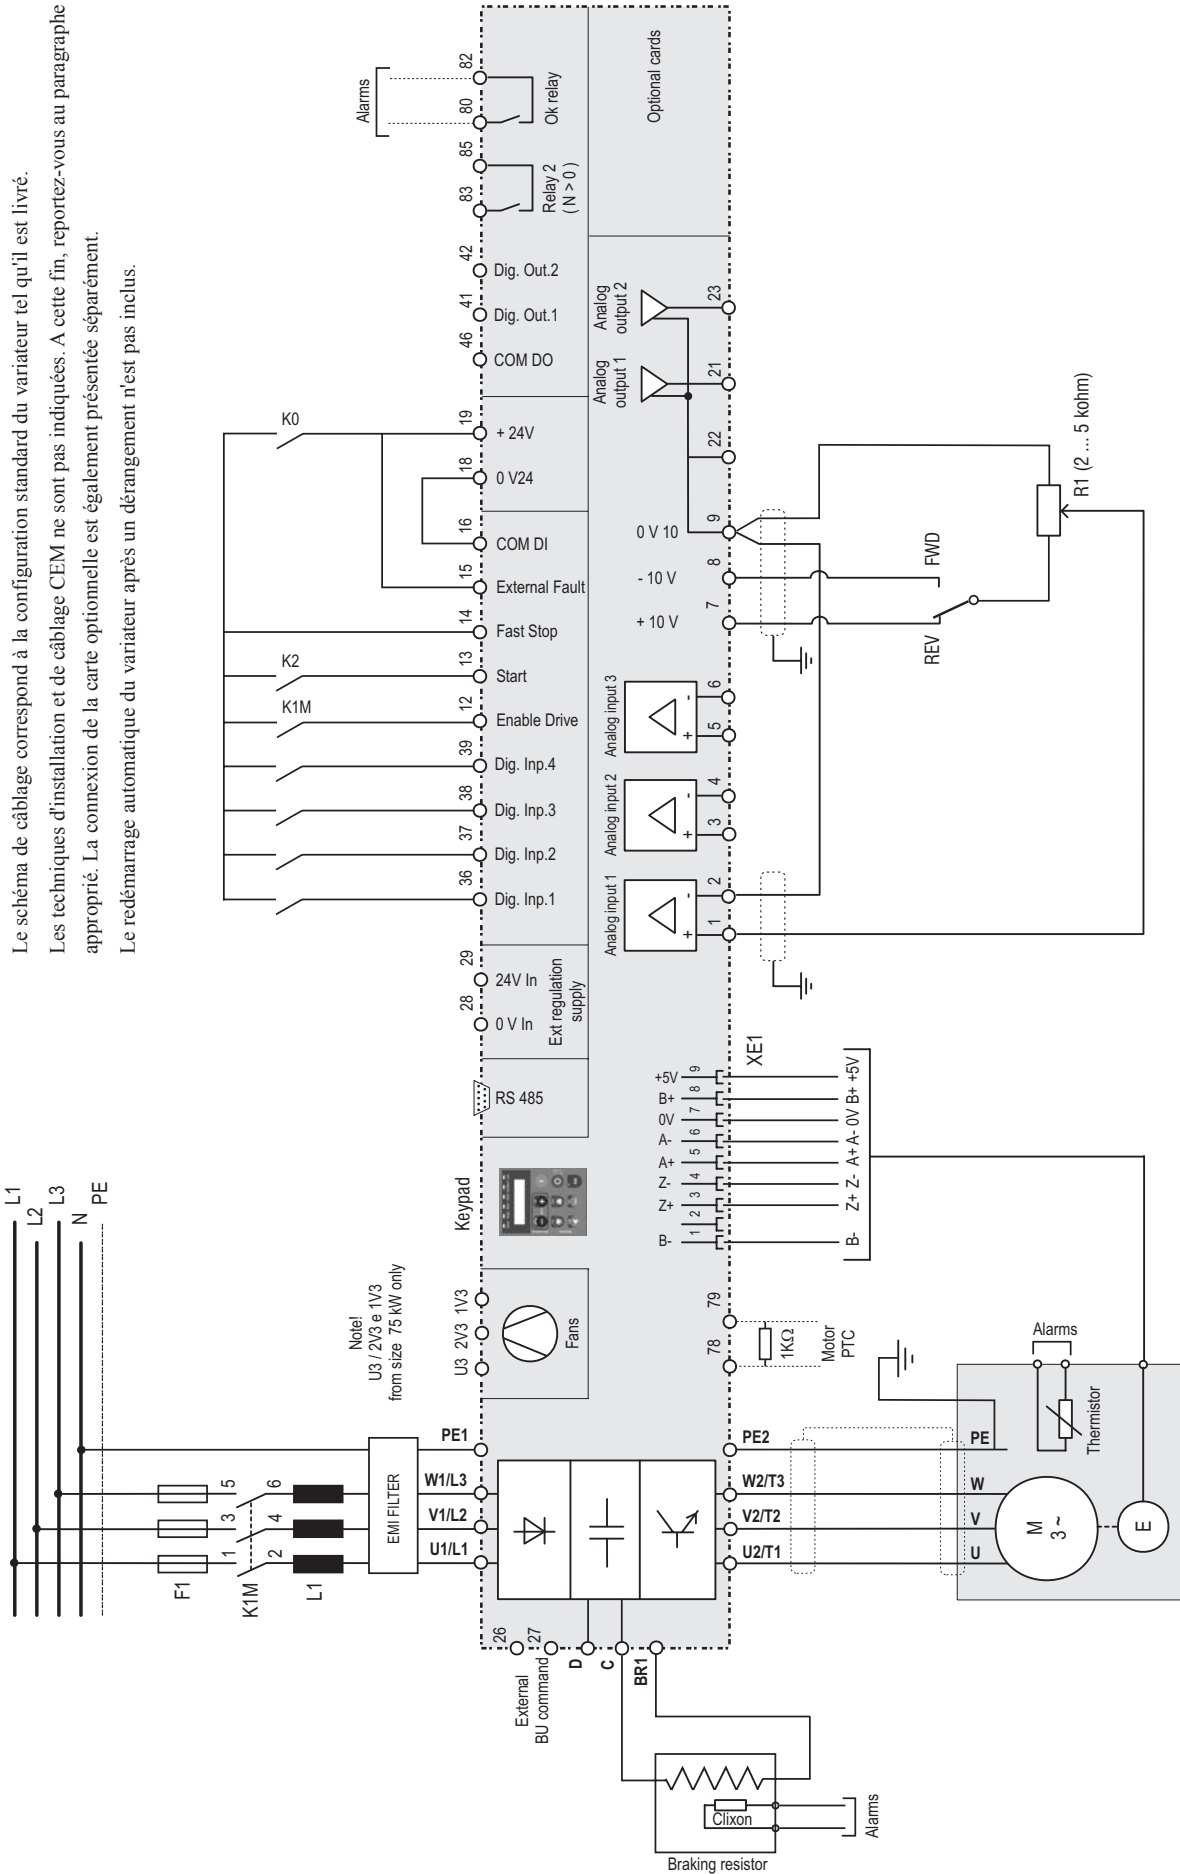 Le schéma de câblage correspond à la configuration standard du variateur tel qu'il est livré.
Les techniques d'installation et de câblage CEM ne sont pas indiquées. A cette fin, reportez-vous au paragraphe
approprié. La connexion de la carte optionnelle est également présentée séparément.
Le redémarrage automatique du variateur après un dérangement n'est pas inclus.
L1
L2
L3
N
PE
F1
K1M
L1
1
3
5
2
4
6
EMI FILTER
Note!
U3 / 2V3 e 1V3
from size 75 kW only
U1/L1
V1/L2
W1/L3
PE1
U3
2V3
1V3
Fans
Keypad
RS 485
28
29
0 V In
24V In
Ext regulation
supply
K1M
K2
K0
36
37
38
39
12
13
14
15
16
18
19
46
41
42
83
85
80
82
Dig. Inp.1
Dig. Inp.2
Dig. Inp.3
Dig. Inp.4
Enable Drive
Start
Fast Stop
External Fault
COM DI
0 V24
+ 24V
COM DO
Dig. Out.1
Dig. Out.2
Relay 2
( N > 0 )
Ok relay
Alarms
Optional cards
26
27
External
BU command
D
C
BR1
Braking resistor
Clixon
Alarms
U2/T1
V2/T2
W2/T3
PE2
U
V
W
PE
M
3 ~
E
Thermistor
Alarms
78
79
1KΩ
Motor
PTC
B-
Z+
Z-
A+
A-
0V
B+
+5V
1
2
3
4
5
6
7
8
9
XE1
B-
Z+
Z-
A+
A-
0V
B+
+5V
Analog input 1
Analog input 2
Analog input 3
+
-
+
-
+
-
1
2
3
4
5
6
7
8
9
22
21
23
+ 10 V
- 10 V
0 V 10
Analog
output 1
Analog
output 2
REV
FWD
R1 (2 ... 5 kohm)